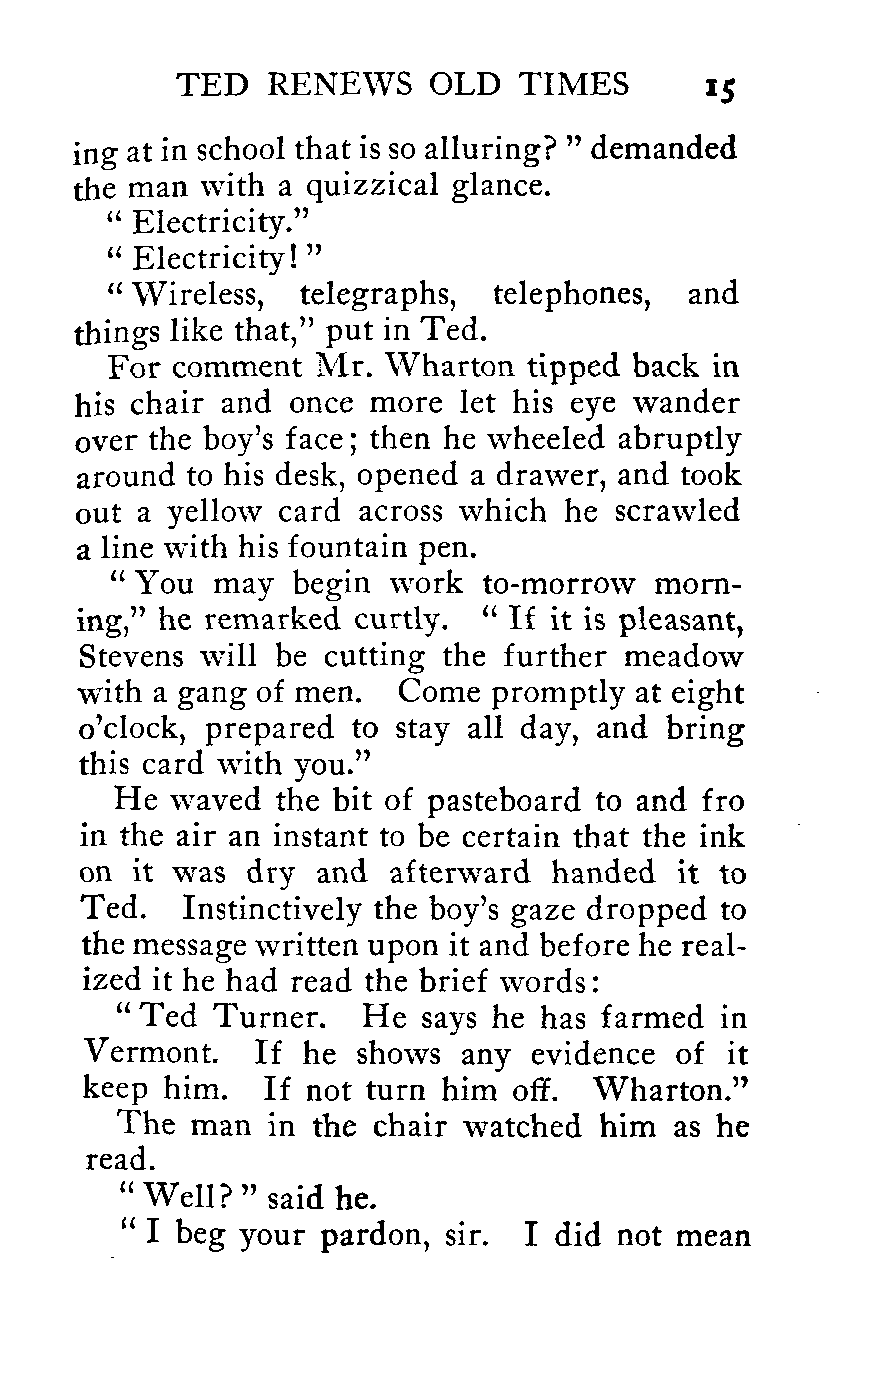 TED RENEWS OLD TIMES 15
ing at in school that is so alluring? ” demanded
the man with a quizzical glance.
“ Electricity.”
“ Electricity! ”
“ Wireless, telegraphs, telephones, and
things like that,” put in Ted.
For comment Mr. Wharton tipped back in
his chair and once more let his eye wander
over the boy’s face; then he wheeled abruptly
around to his desk, opened a drawer, and took
out a yellow card across which he scrawled
a line with his fountain pen.
“ You may begin work to-morrow morn-
ing,” he remarked curtly. “ If it is pleasant,
Stevens will be cutting the further meadow
with a gang of men. Come promptly at eight
o’clock, prepared to stay all day, and bring
this card with you.”
He waved the bit of pasteboard to and fro
in the air an instant to be certain that the ink
on it was dry and afterward handed it to
Ted. Instinctively the boy’s gaze dropped to
the message written upon it and before he real-
ized it he had read the brief words:
“ Ted Turner. He says he has farmed in
Vermont. If he shows any evidence of it
keep him. If not turn him off. Wharton.”
The man in the chair watched him as he
read.
“ Well? ” said he.
“ I beg your pardon, sir. I did not mean